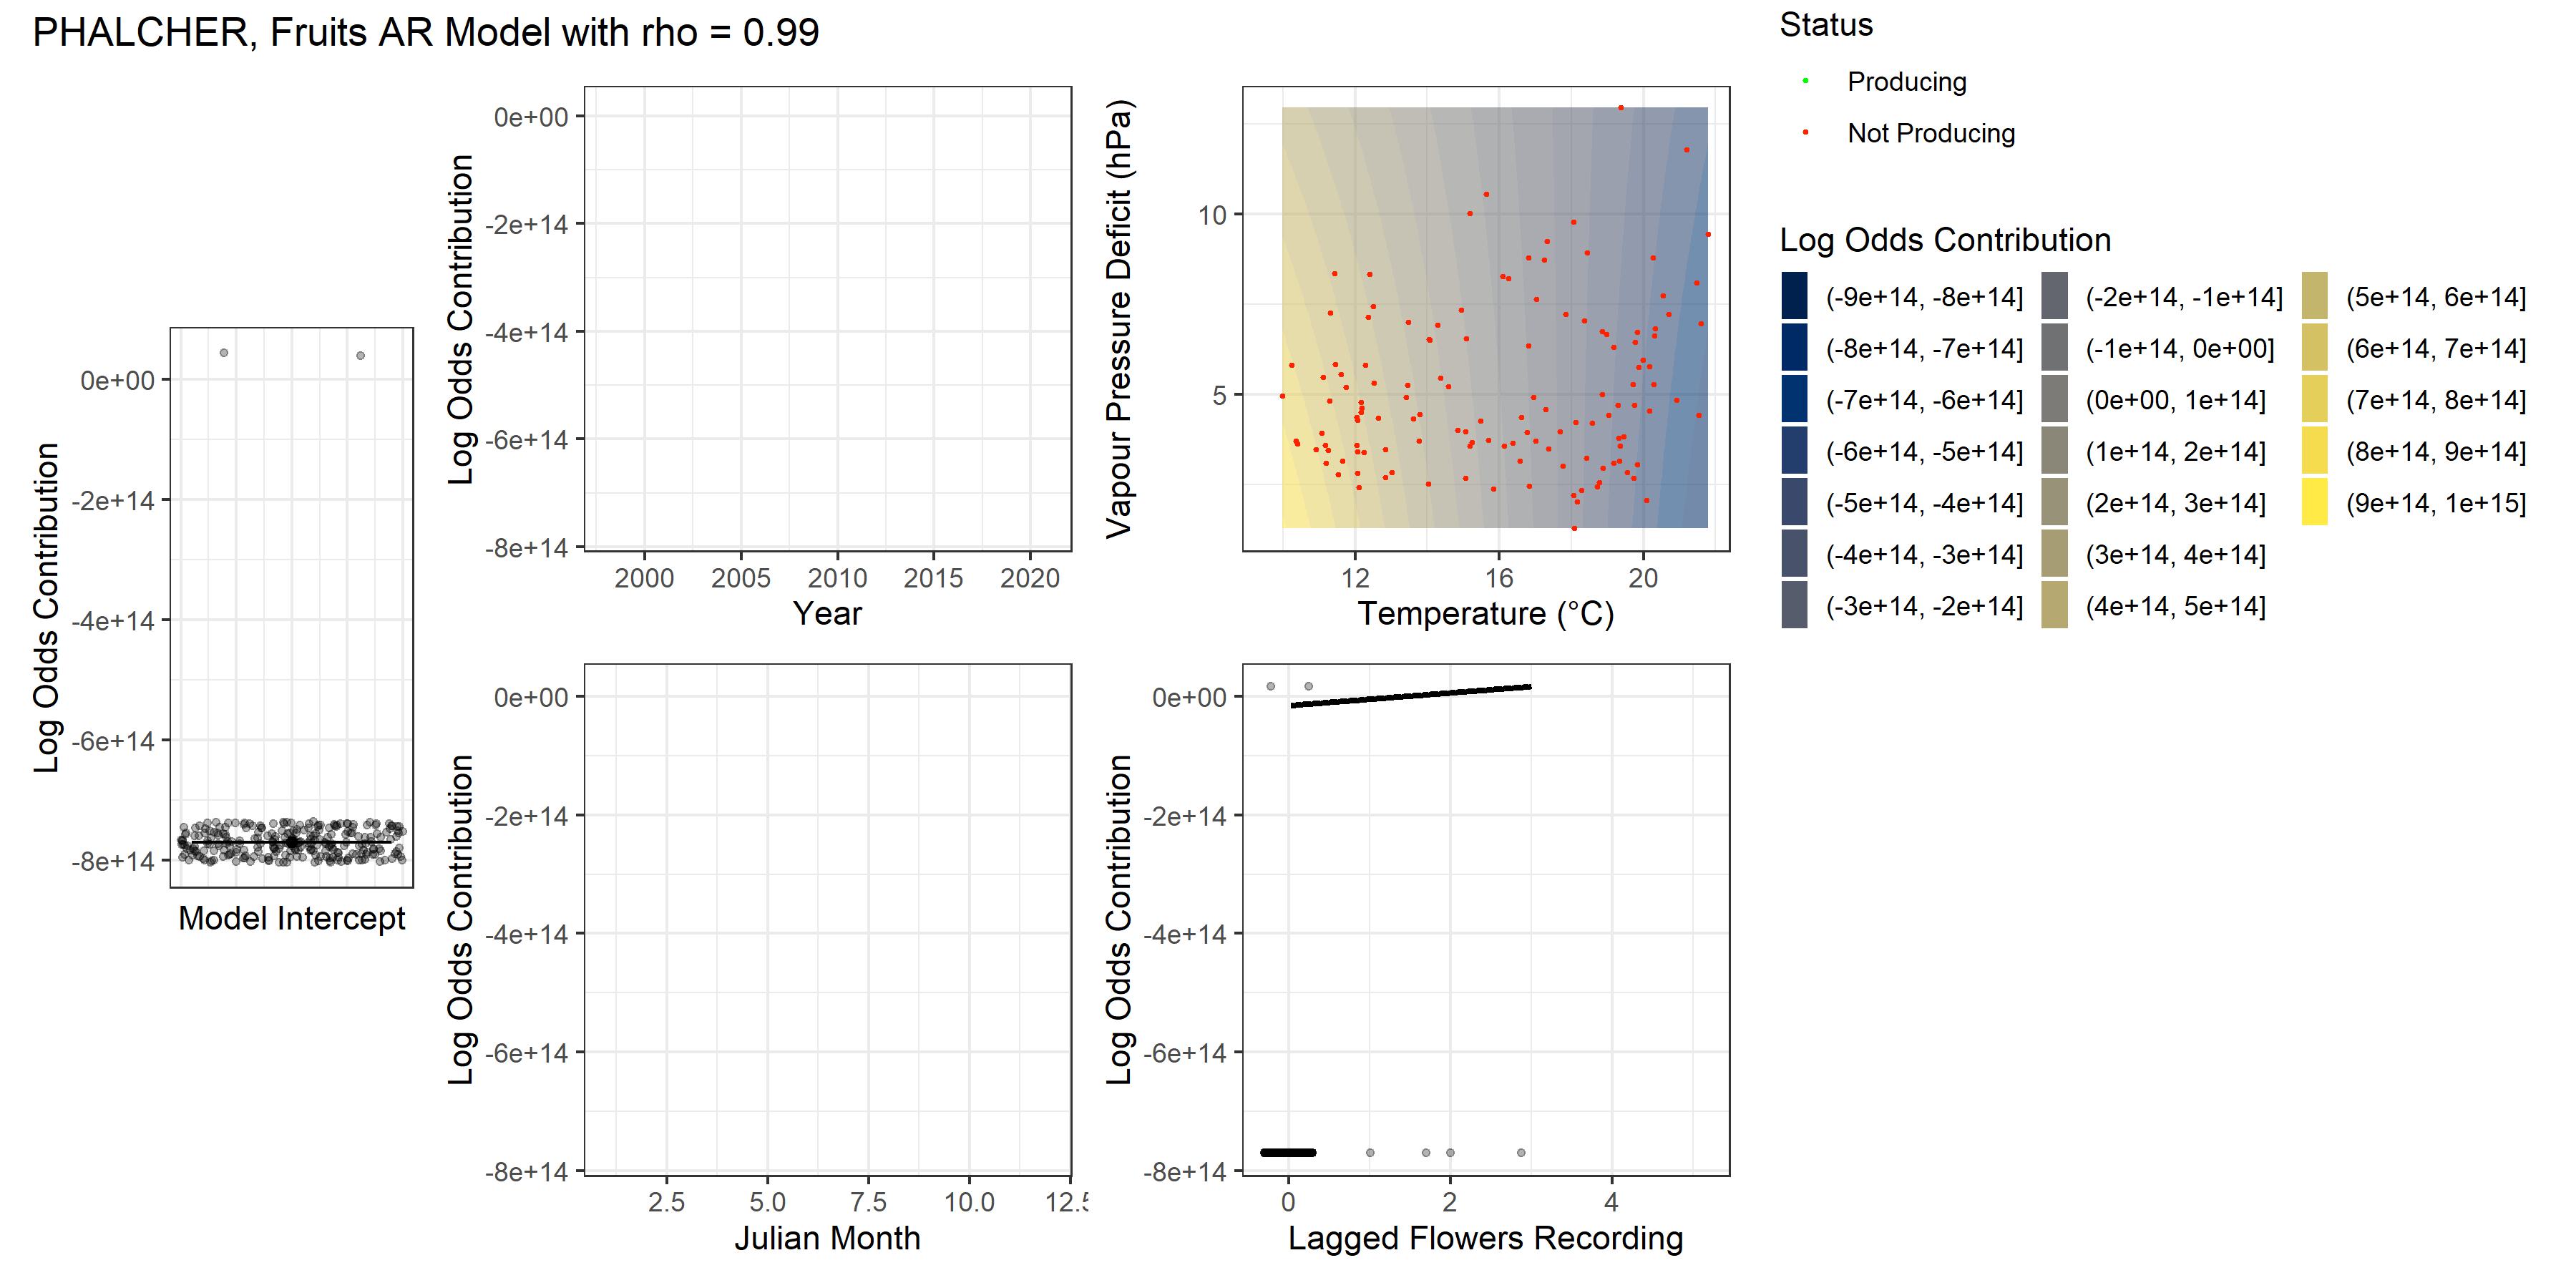 PHALCHER, Fruits AR Model with rho = 0.99
Log Odds Contribution
0e+00
-2e+14
-4e+14
-6e+14
-8e+14
Model Intercept
Log Odds Contribution
0e+00
-2e+14
-4e+14
-6e+14
-8e+14
2000 2005 2010 2015 2020
Year
Vapour Pressure Deficit (hPa)
10
5
12 16 20
Temperature (°C)
Log Odds Contribution
0e+00
-2e+14
-4e+14
-6e+14
-8e+14
2.5 5.0 7.5 10.0 12.5
Julian Month
Log Odds Contribution
0e+00
-2e+14
-4e+14
-6e+14
-8e+14
0 2 4
Lagged Flowers Recording
Status
Producing
Not Producing
Log Odds Contribution
(-9e+14, -8e+14]
(-8e+14, -7e+14]
(-7e+14, -6e+14]
(-6e+14, -5e+14]
(-5e+14, -4e+14]
(-4e+14, -3e+14]
(-3e+14, -2e+14]
(-2e+14, -1e+14]
(-1e+14, 0e+00]
(0e+00, 1e+14]
(1e+14, 2e+14]
(2e+14, 3e+14]
(3e+14, 4e+14]
(4e+14, 5e+14]
(5e+14, 6e+14]
(6e+14, 7e+14]
(7e+14, 8e+14]
(8e+14, 9e+14]
(9e+14, 1e+15]